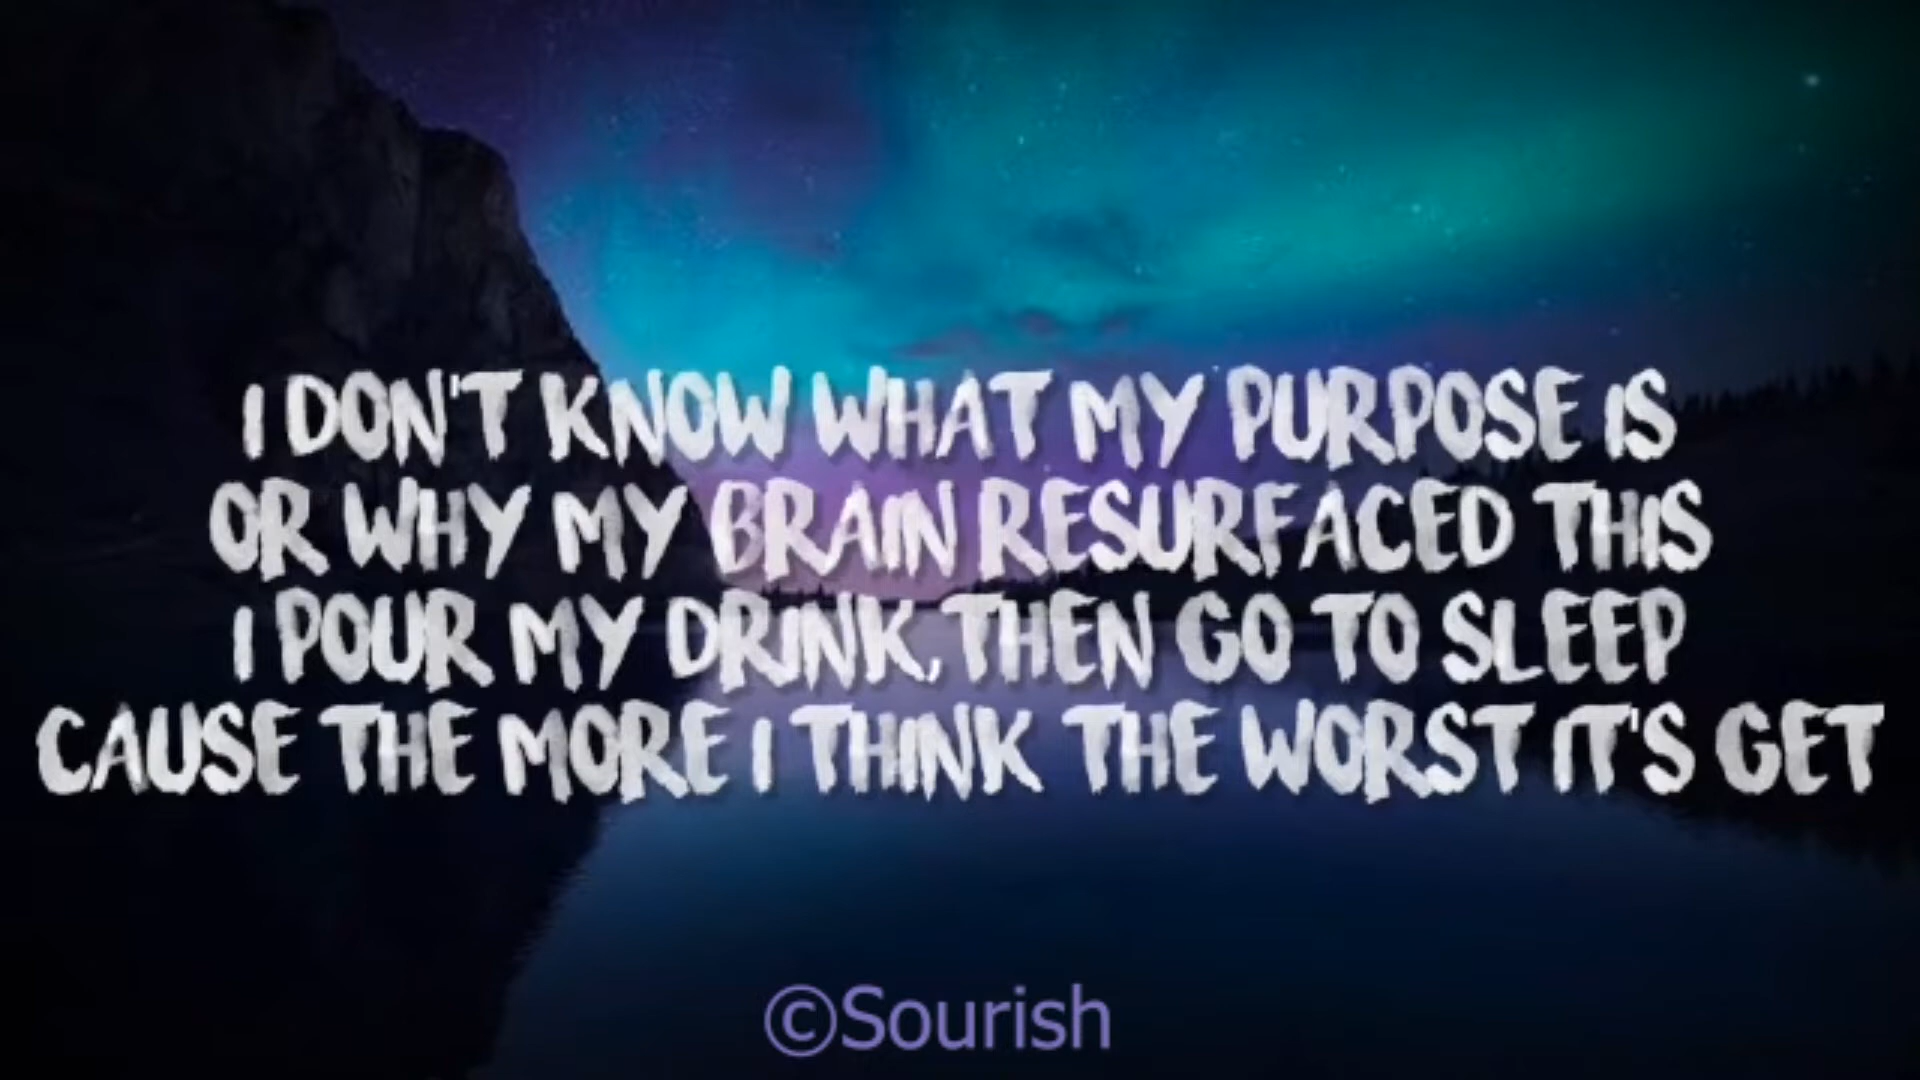 I DON'T KNOW WHAT MY PURPOSE IS
OR WHY MY BRAIN RESURFACED THIS
I POUR MY DRINK, THEN GO TO SLEEP
CAUSE THE MORE I THINK THE WORST IT'S GET
©Sourish